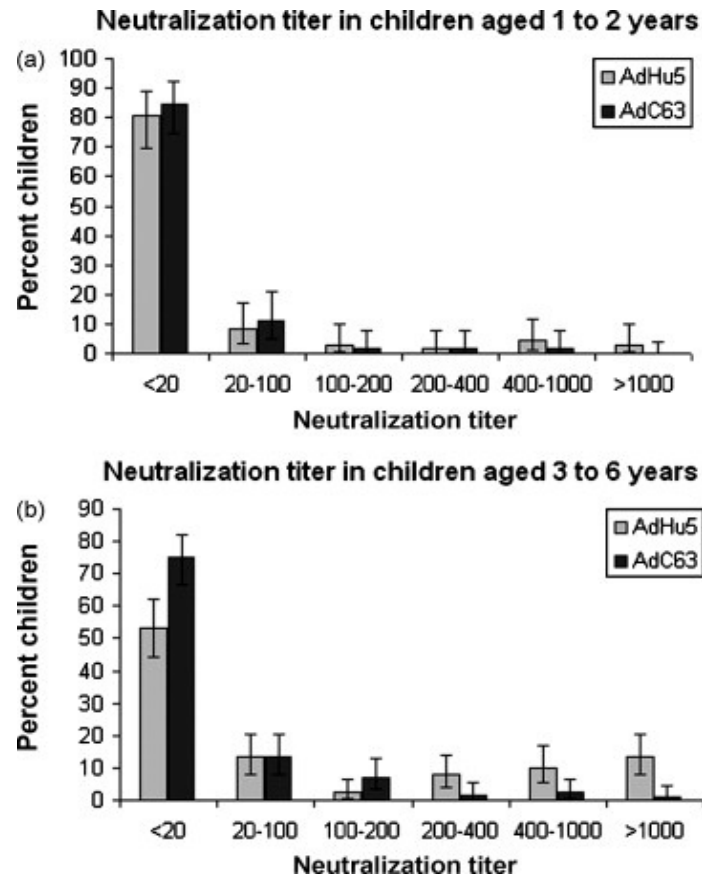 Neutralization titer in children aged 1 to 2 years
(a)
100
90
80
70
60
50
40
30
20
10
0
Percent children
AdHu5
AdC63
<20 20-100 100-200 200-400 400-1000 >1000
Neutralization titer
Neutralization titer in children aged 3 to 6 years
(b)
90
80
70
60
50
40
30
20
10
0
Percent children
AdHu5
AdC63
<20 20-100 100-200 200-400 400-1000 >1000
Neutralization titer